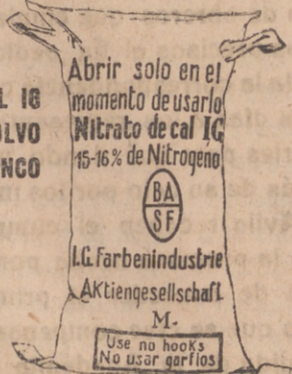 L IG
LVO
NCO
Abrir solo en el
momento de usarlo
Nitrato de cal IG
15-16% de Nitrogeno
BA
SF
I.G. Farbenindustrie
Aktiengesellschaft
M-
Use no hooks
No usar garfios